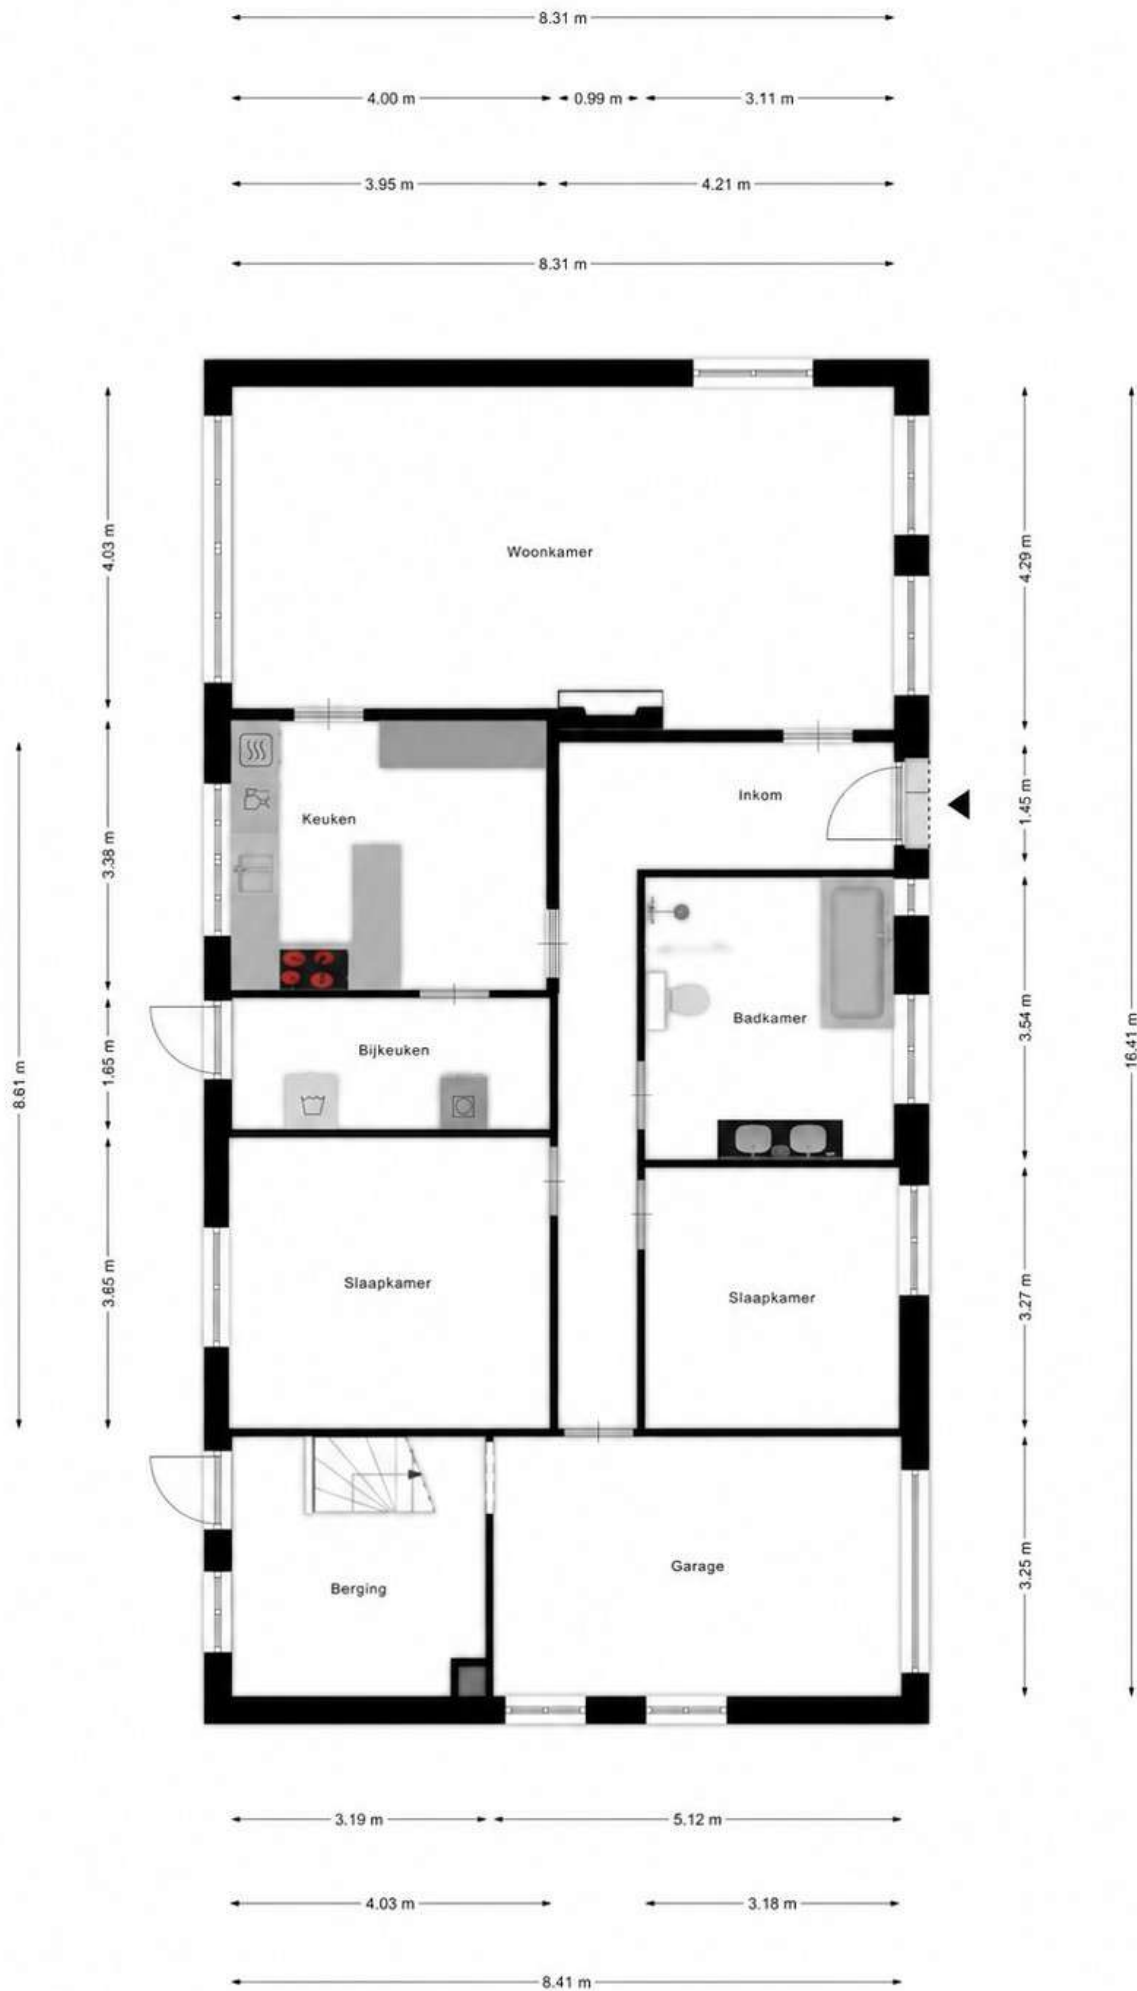 8.31 m
4.00 m
0.99 m
3.11 m
3.95 m
4.21 m
8.31 m
4.03 m
4.29 m
Woonkamer
Inkom
1.45 m
Keuken
3.38 m
3.54 m
Badkamer
16.41 m
Bijkeuken
1.65 m
8.61 m
Slaapkamer
3.65 m
Slaapkamer
3.27 m
Garage
3.25 m
Berging
3.19 m
5.12 m
4.03 m
3.18 m
8.41 m